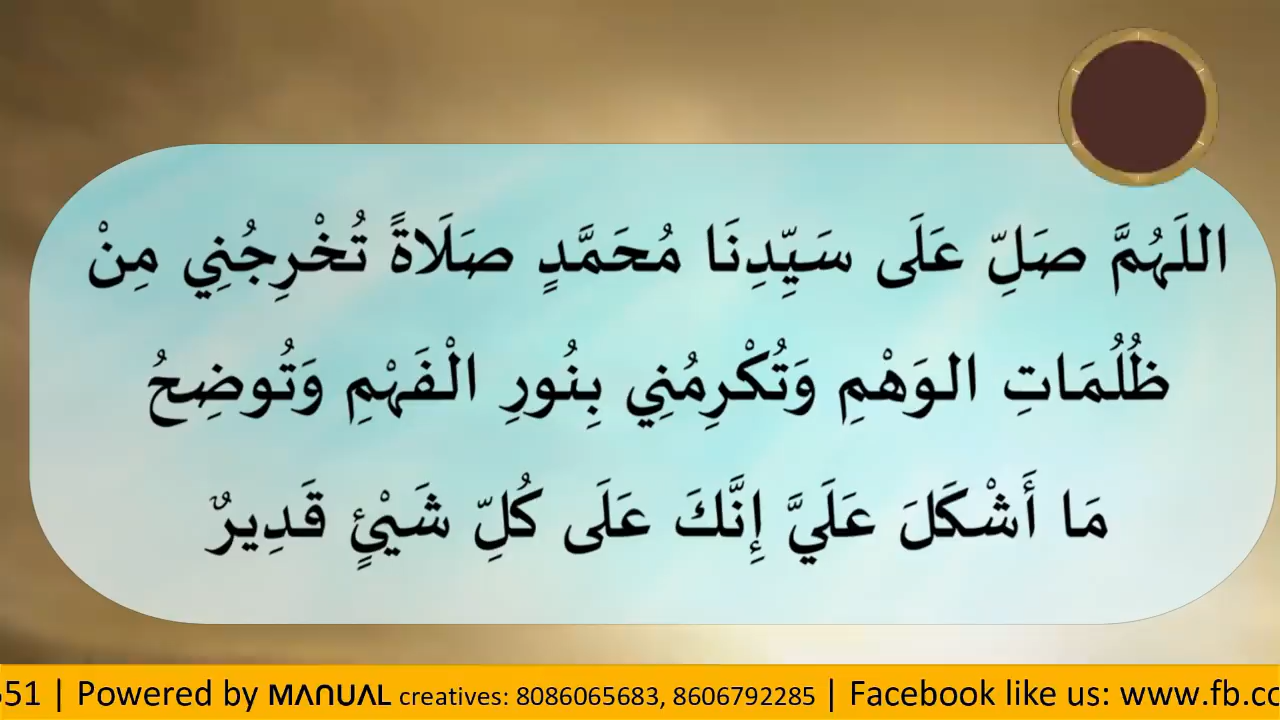 اللَهُمَّ صَلِّ عَلَى سَيِّدِنَا مُحَمَّدٍ صَلَاةً تُخْرِجُنِي مِنْ
ظُلُمَاتِ الوَهْمِ وَتُكْرِمُنِي بِنُورِ الْفَهْمِ وَتُوضِحُ
مَا أَشْكَلَ عَلَيَّ إِنَّكَ عَلَى كُلِّ شَيْئٍ قَدِيرٌ
51 | Powered by MANUAL creatives: 8086065683, 8606792285 | Facebook like us: www.fb.co